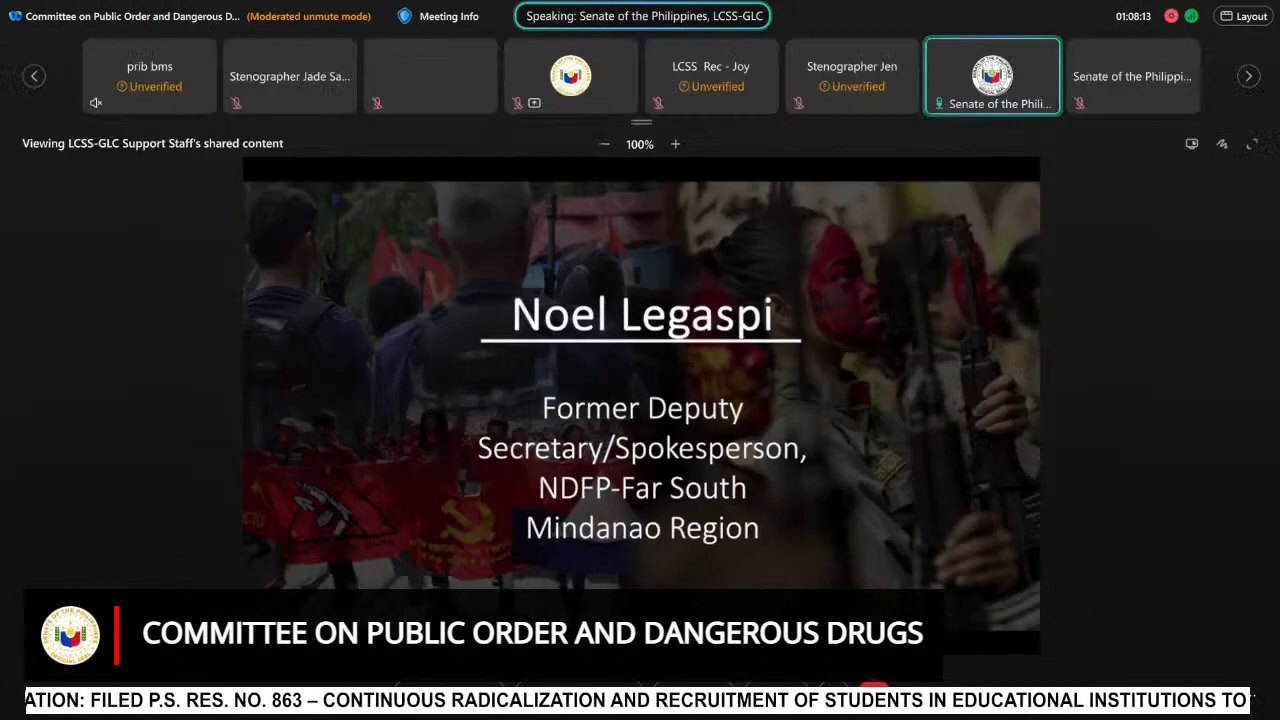 Committee on Public Order and Dangerous D... (Moderated unmute mode) Meeting Info Speaking: Senate of the Philippines, LCSS-GLC 01:08:13 Layout
prib bms
Unverified
Stenographer Jade Sa...
LCSS Rec - Joy
Unverified
Stenographer Jen
Unverified
Senate of the Phili...
Senate of the Philippi...
Viewing LCSS-GLC Support Staff's shared content
100%
Noel Legaspi
Former Deputy
Secretary/Spokesperson,
NDFP-Far South
Mindanao Region
COMMITTEE ON PUBLIC ORDER AND DANGEROUS DRUGS
ATION: FILED P.S. RES. NO. 863 – CONTINUOUS RADICALIZATION AND RECRUITMENT OF STUDENTS IN EDUCATIONAL INSTITUTIONS TO